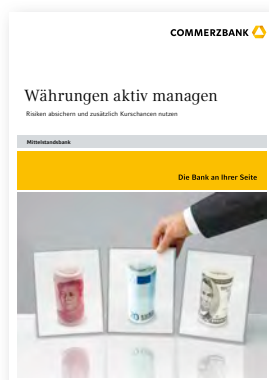 COMMERZBANK
Währungen aktiv managen
Risiken absichern und zusätzlich Kurschancen nutzen
Mittelstandsbank
Die Bank an Ihrer Seite